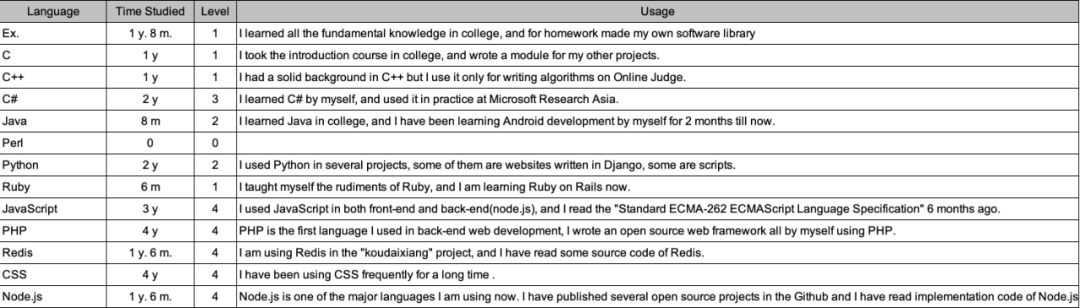 Language Time Studied Level Usage
Ex. 1 y. 8 m. 1 I learned all the fundamental knowledge in college, and for homework made my own software library
C 1 y 1 I took the introduction course in college, and wrote a module for my other projects.
C++ 1 y 1 I had a solid background in C++ but I use it only for writing algorithms on Online Judge.
C# 2 y 3 I learned C# by myself, and used it in practice at Microsoft Research Asia.
Java 8 m 2 I learned Java in college, and I have been learning Android development by myself for 2 months till now.
Perl 0 0
Python 2 y 2 I used Python in several projects, some of them are websites written in Django, some are scripts.
Ruby 6 m 1 I taught myself the rudiments of Ruby, and I am learning Ruby on Rails now.
JavaScript 3 y 4 I used JavaScript in both front-end and back-end(node.js), and I read the "Standard ECMA-262 ECMAScript Language Specification" 6 months ago.
PHP 4 y 4 PHP is the first language I used in back-end web development, I wrote an open source web framework all by myself using PHP.
Redis 1 y. 6 m. 4 I am using Redis in the "koudaixiang" project, and I have read some source code of Redis.
CSS 4 y 4 I have been using CSS frequently for a long time .
Node.js 1 y. 6 m. 4 Node.js is one of the major languages I am using now. I have published several open source projects in the Github and I have read implementation code of Node.js